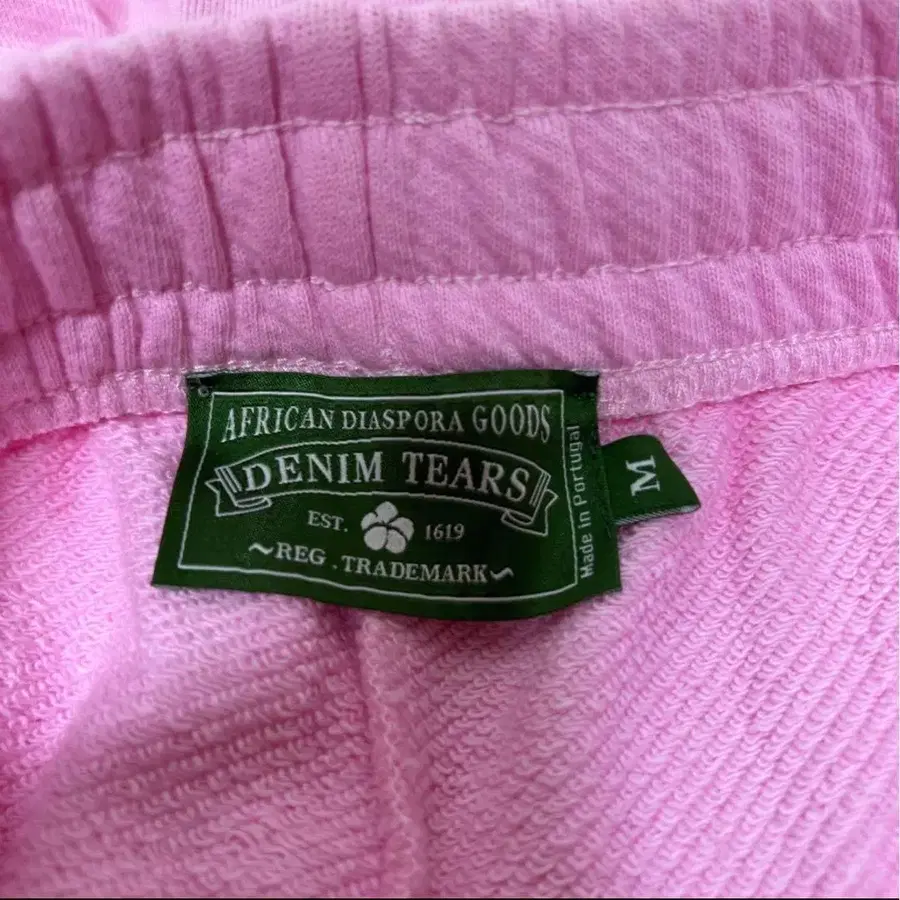 AFRICAN DIASPORA GOODS
DENIM TEARS
EST. 1619
~REG . TRADEMARK~
Made in Portugal
M